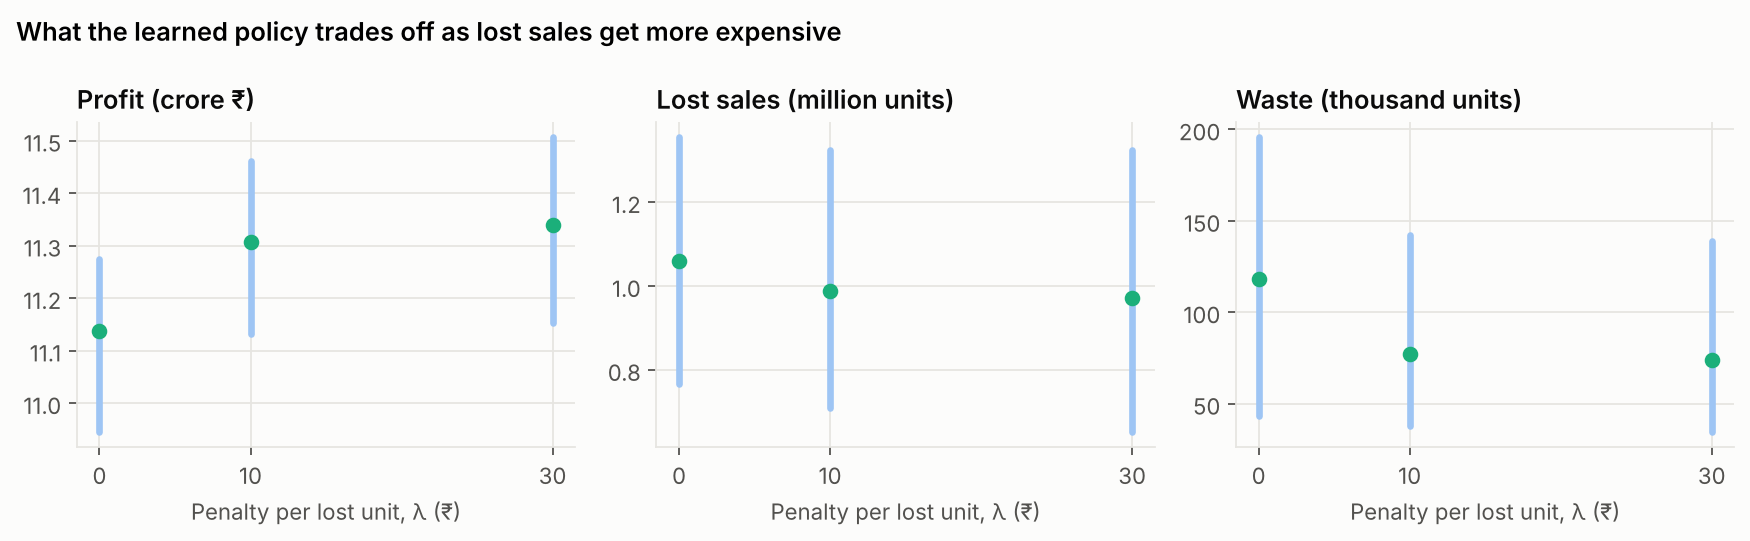 What the learned policy trades off as lost sales get more expensive
Profit (crore ₹)
11.5
11.4
11.3
11.2
11.1
11.0
0 10 30
Penalty per lost unit, λ (₹)
Lost sales (million units)
1.2
1.0
0.8
0 10 30
Penalty per lost unit, λ (₹)
Waste (thousand units)
200
150
100
50
0 10 30
Penalty per lost unit, λ (₹)